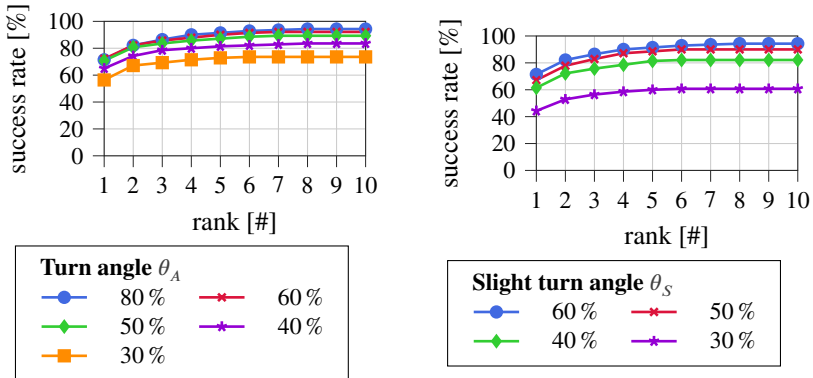 success rate [%]
100
80
60
40
20
0
1 2 3 4 5 6 7 8 9 10
rank [#]
Turn angle θ_A
80 % 60 %
50 % 40 %
30 %
success rate [%]
100
80
60
40
20
0
1 2 3 4 5 6 7 8 9 10
rank [#]
Slight turn angle θ_S
60 % 50 %
40 % 30 %